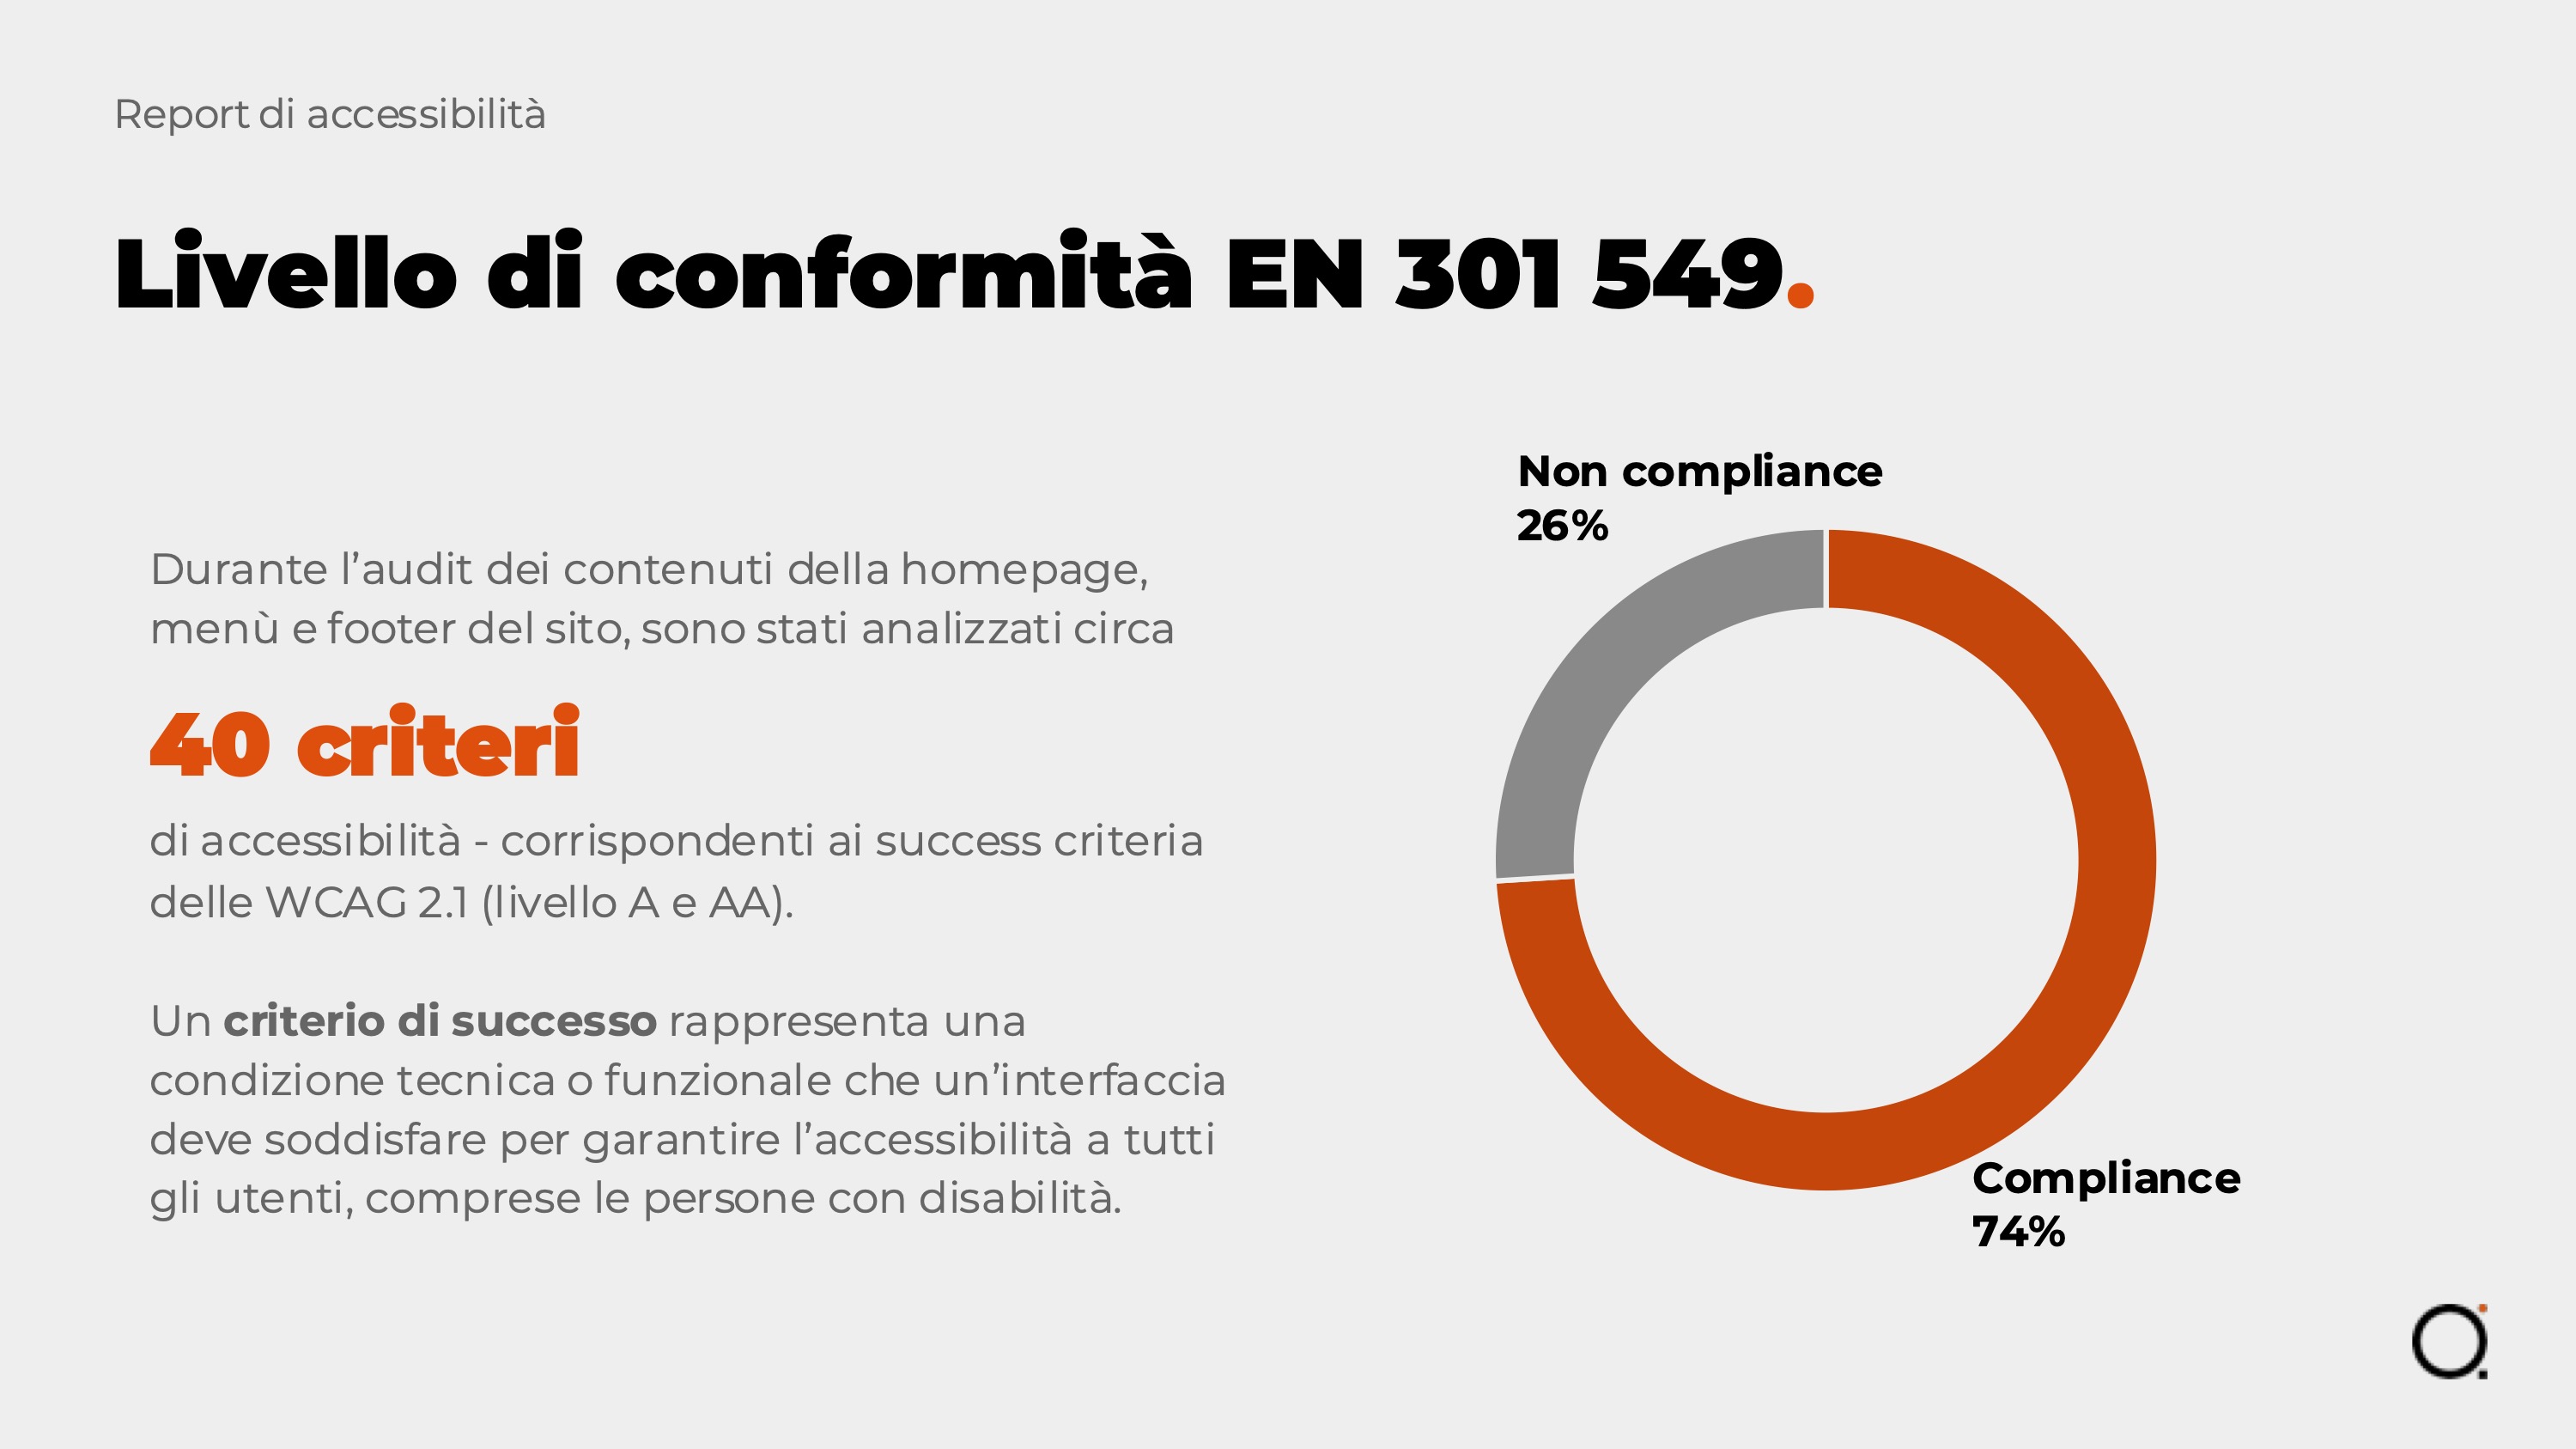 Report di accessibilità
Livello di conformità EN 301 549.
Durante l’audit dei contenuti della homepage,
menù e footer del sito, sono stati analizzati circa
40 criteri
di accessibilità - corrispondenti ai success criteria
delle WCAG 2.1 (livello A e AA).
Un criterio di successo rappresenta una
condizione tecnica o funzionale che un’interfaccia
deve soddisfare per garantire l’accessibilità a tutti
gli utenti, comprese le persone con disabilità.
Non compliance
26%
Compliance
74%